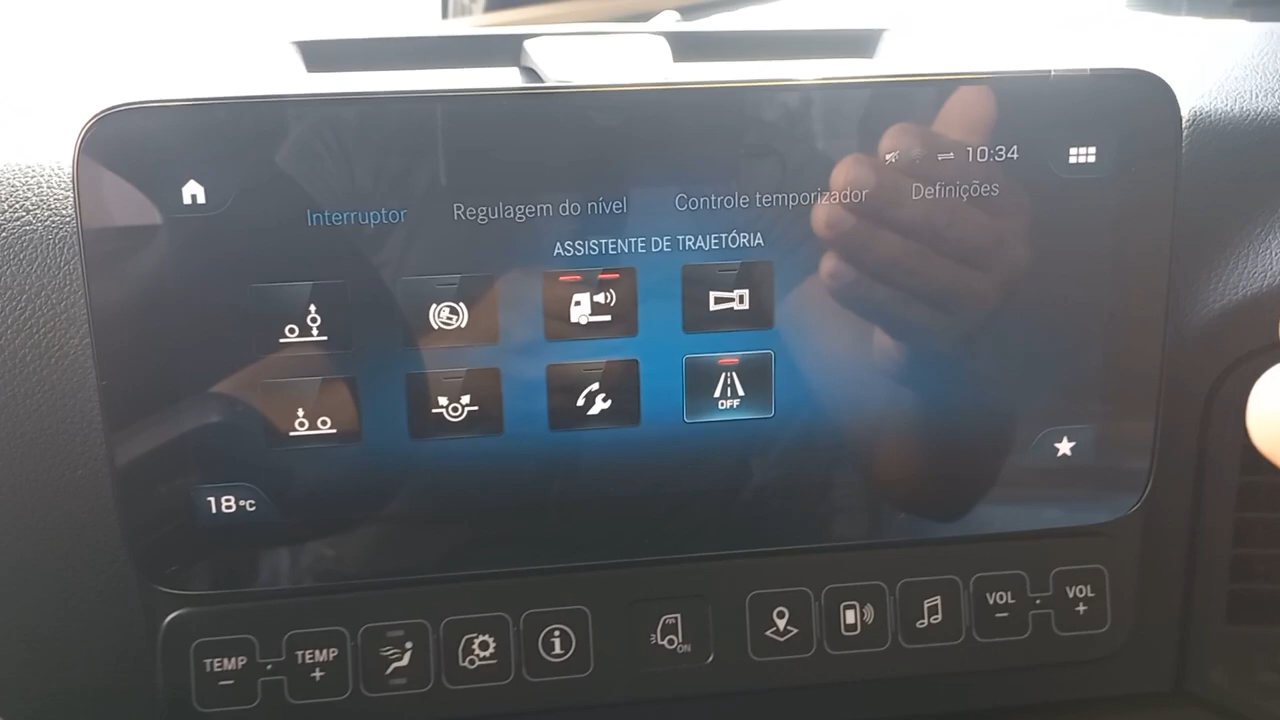 10:34
Interruptor
Regulagem do nível
Controle temporizador
Definições
ASSISTENTE DE TRAJETÓRIA
OFF
18°C
TEMP
−
TEMP
+
ON
VOL
−
VOL
+